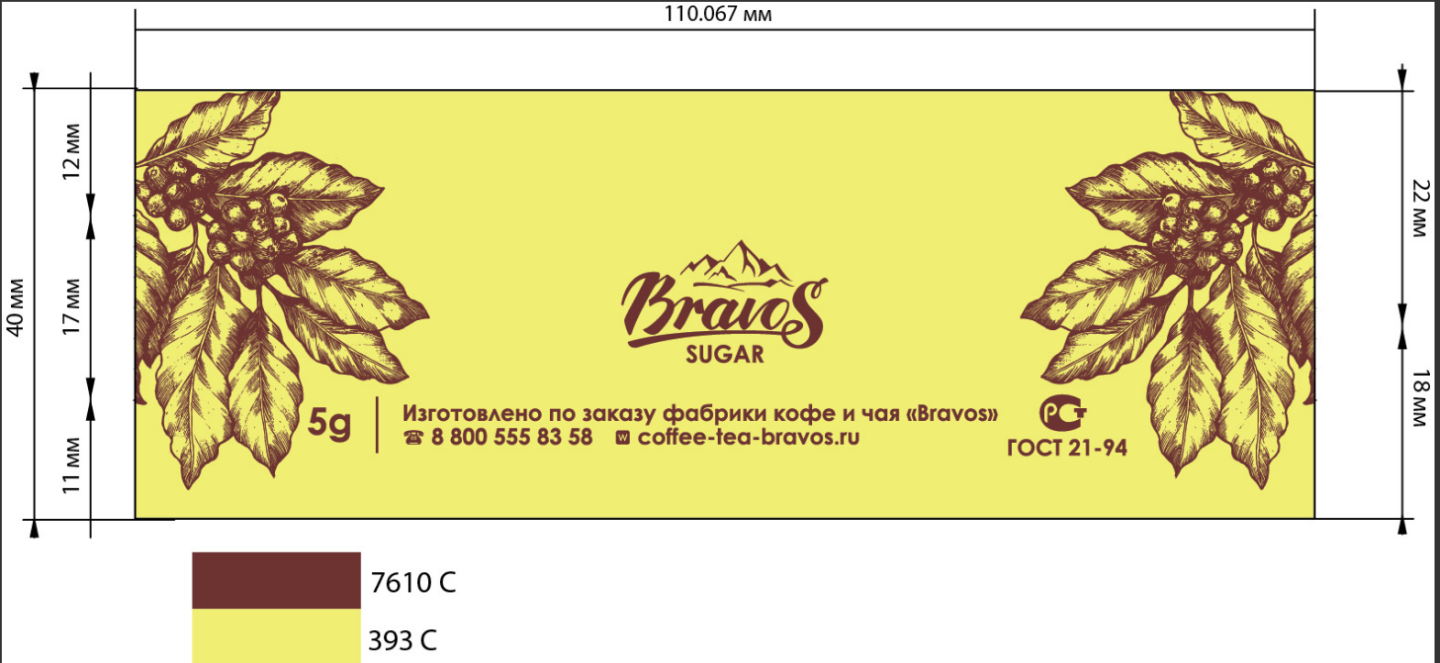 110.067 мм
12 мм
17 мм
40 мм
11 мм
22 мм
18 мм
Bravos
SUGAR
5g
Изготовлено по заказу фабрики кофе и чая «Bravos»
☎ 8 800 555 83 58 W coffee-tea-bravos.ru
РСТ
ГОСТ 21-94
7610 C
393 C